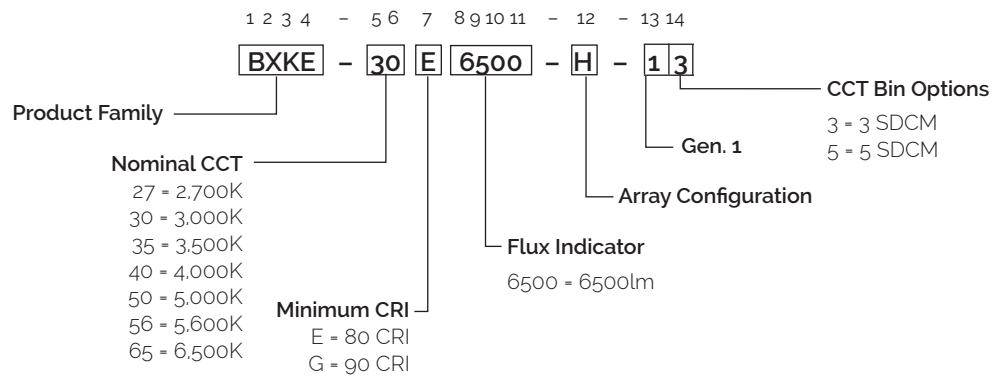 1 2 3 4 – 5 6 7 8 9 10 11 – 12 – – 13 14
BXKE – 30 E 6500 – H – 1 3
Product Family
CCT Bin Options
3 = 3 SDCM
5 = 5 SDCM
Gen. 1
Nominal CCT
27 = 2,700K
30 = 3,000K
35 = 3,500K
40 = 4,000K
50 = 5,000K
56 = 5,600K
65 = 6,500K
Array Configuration
Flux Indicator
6500 = 6500lm
Minimum CRI
E = 80 CRI
G = 90 CRI